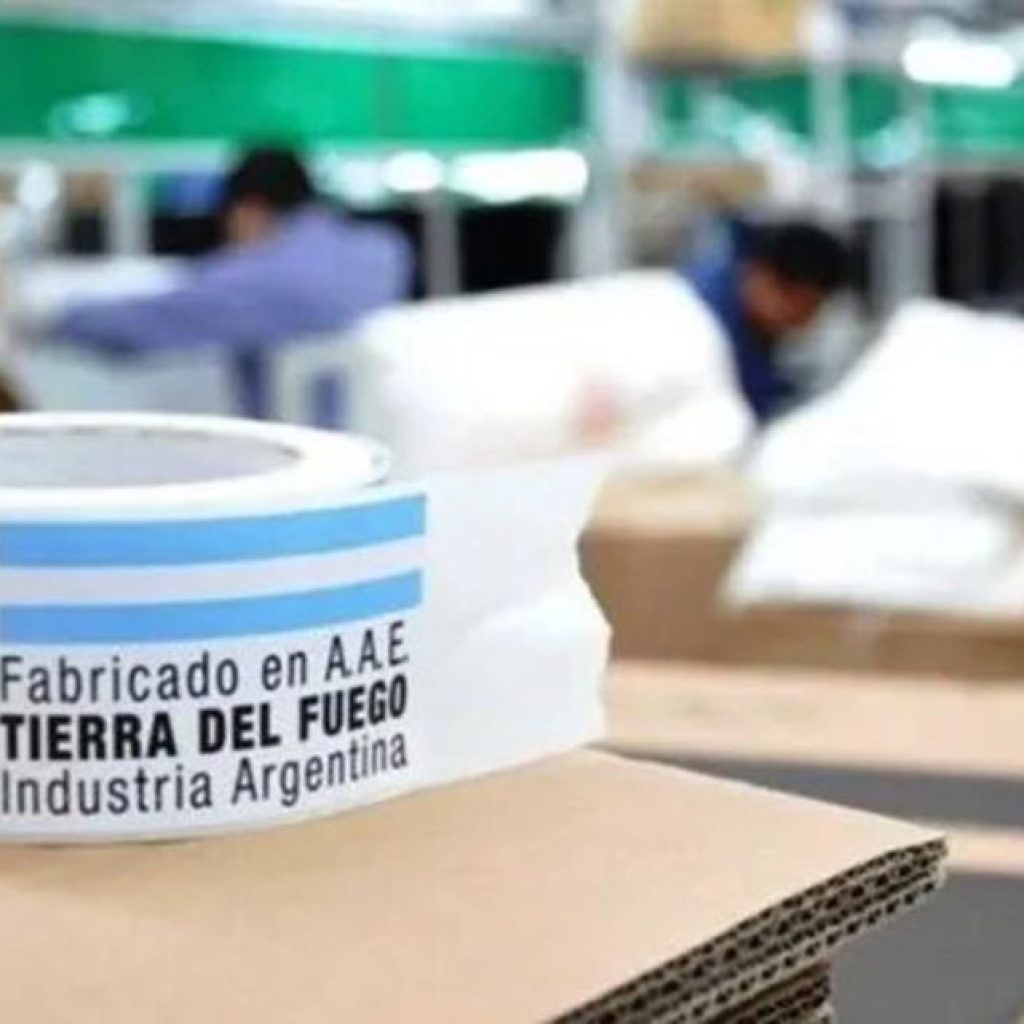 Fabricado en A.A.E.
TIERRA DEL FUEGO
Industria Argentina